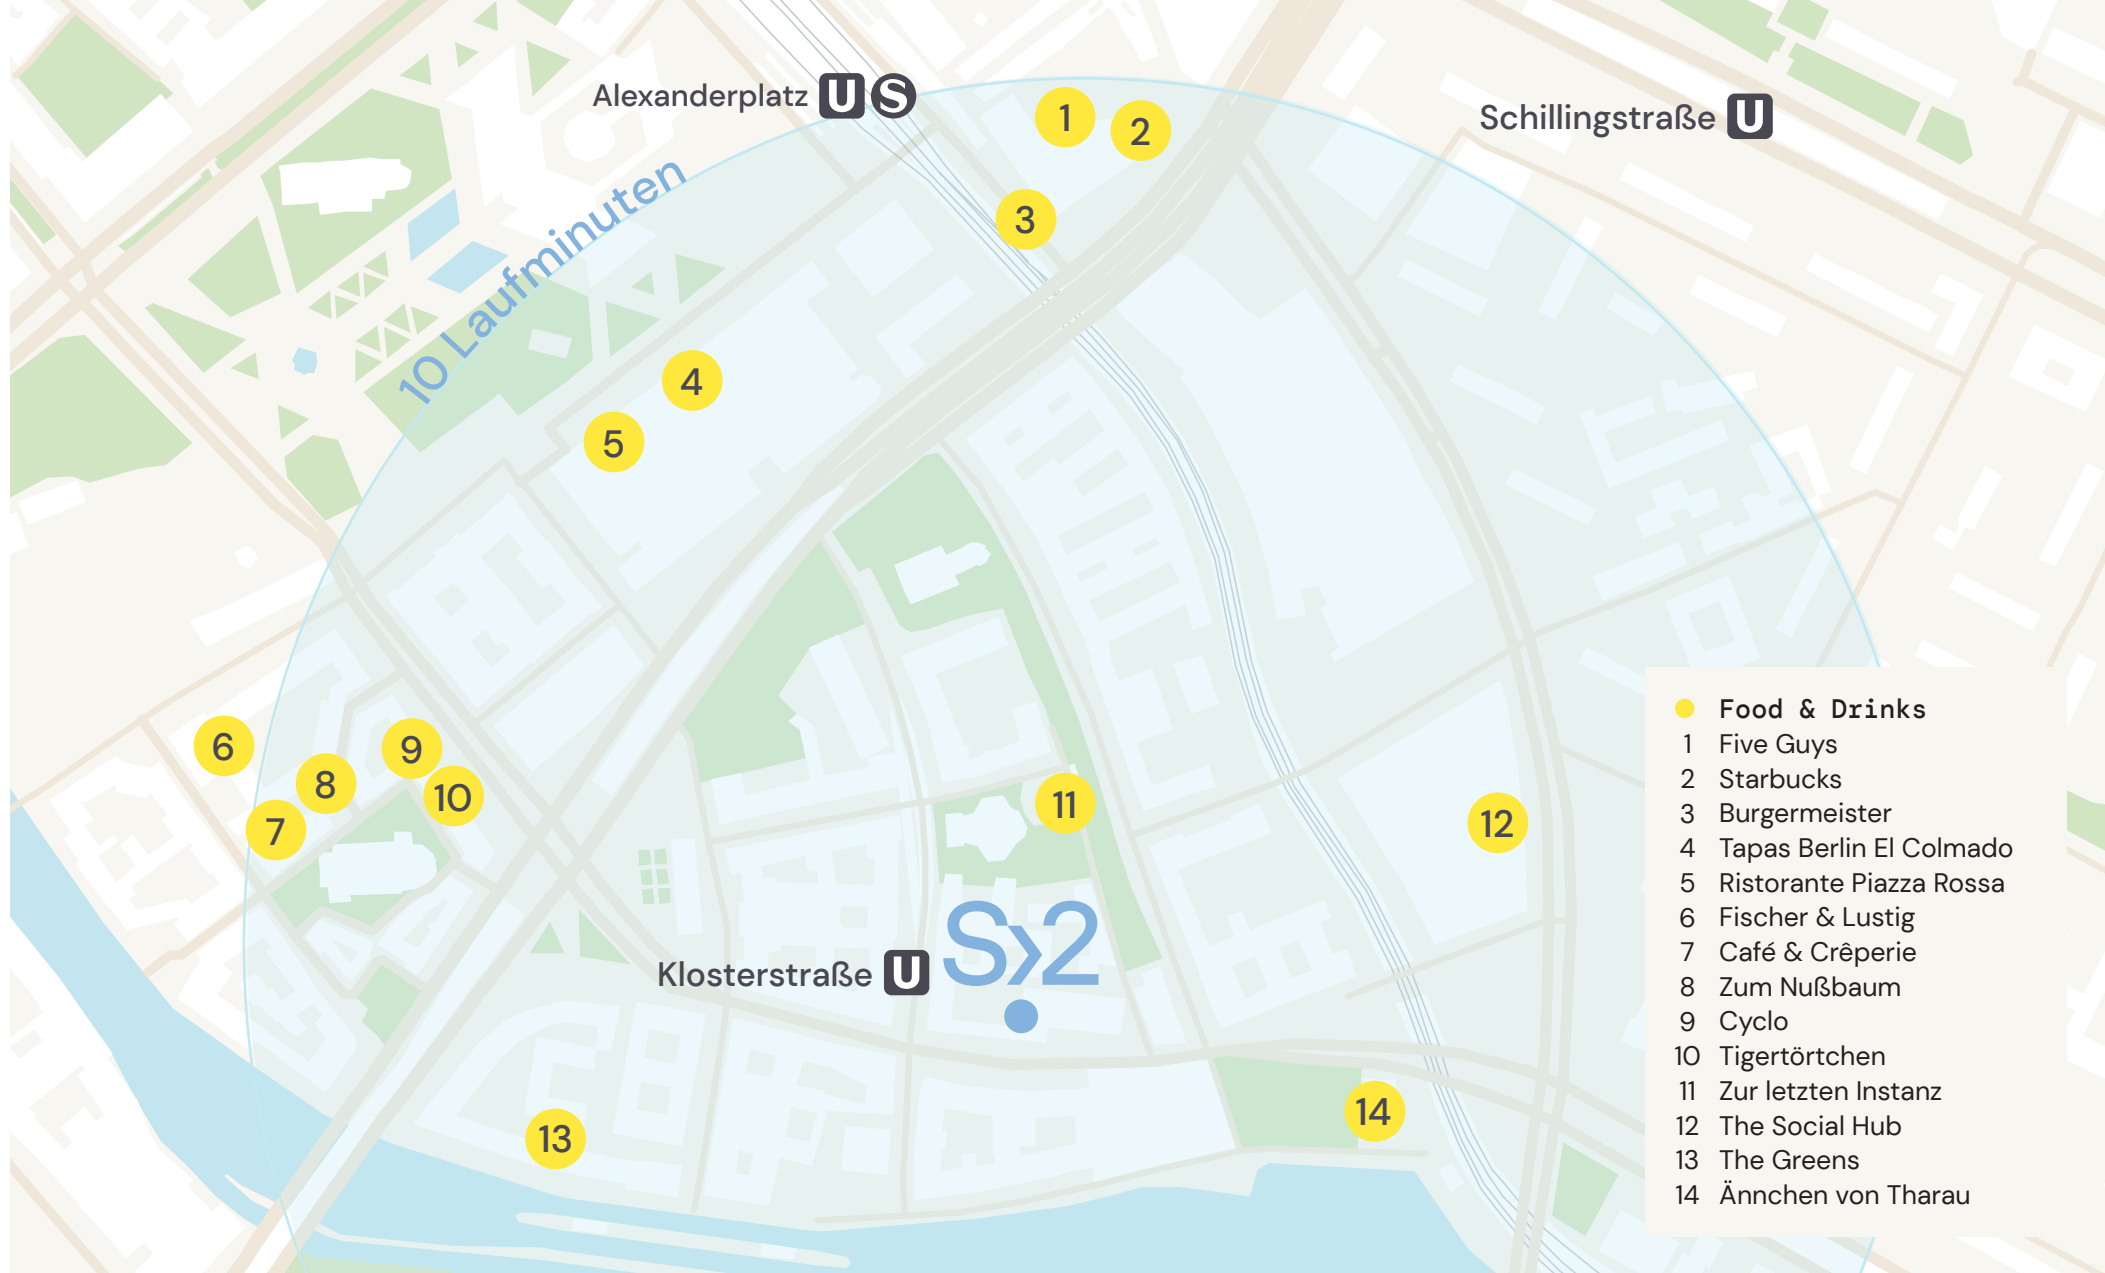 Alexanderplatz U S
Schillingstraße U
10 Laufminuten
1
2
3
4
5
6
7
8
9
10
11
12
13
14
Klosterstraße U
S›2
Food & Drinks
1 Five Guys
2 Starbucks
3 Burgermeister
4 Tapas Berlin El Colmado
5 Ristorante Piazza Rossa
6 Fischer & Lustig
7 Café & Crêperie
8 Zum Nußbaum
9 Cyclo
10 Tigertörtchen
11 Zur letzten Instanz
12 The Social Hub
13 The Greens
14 Ännchen von Tharau